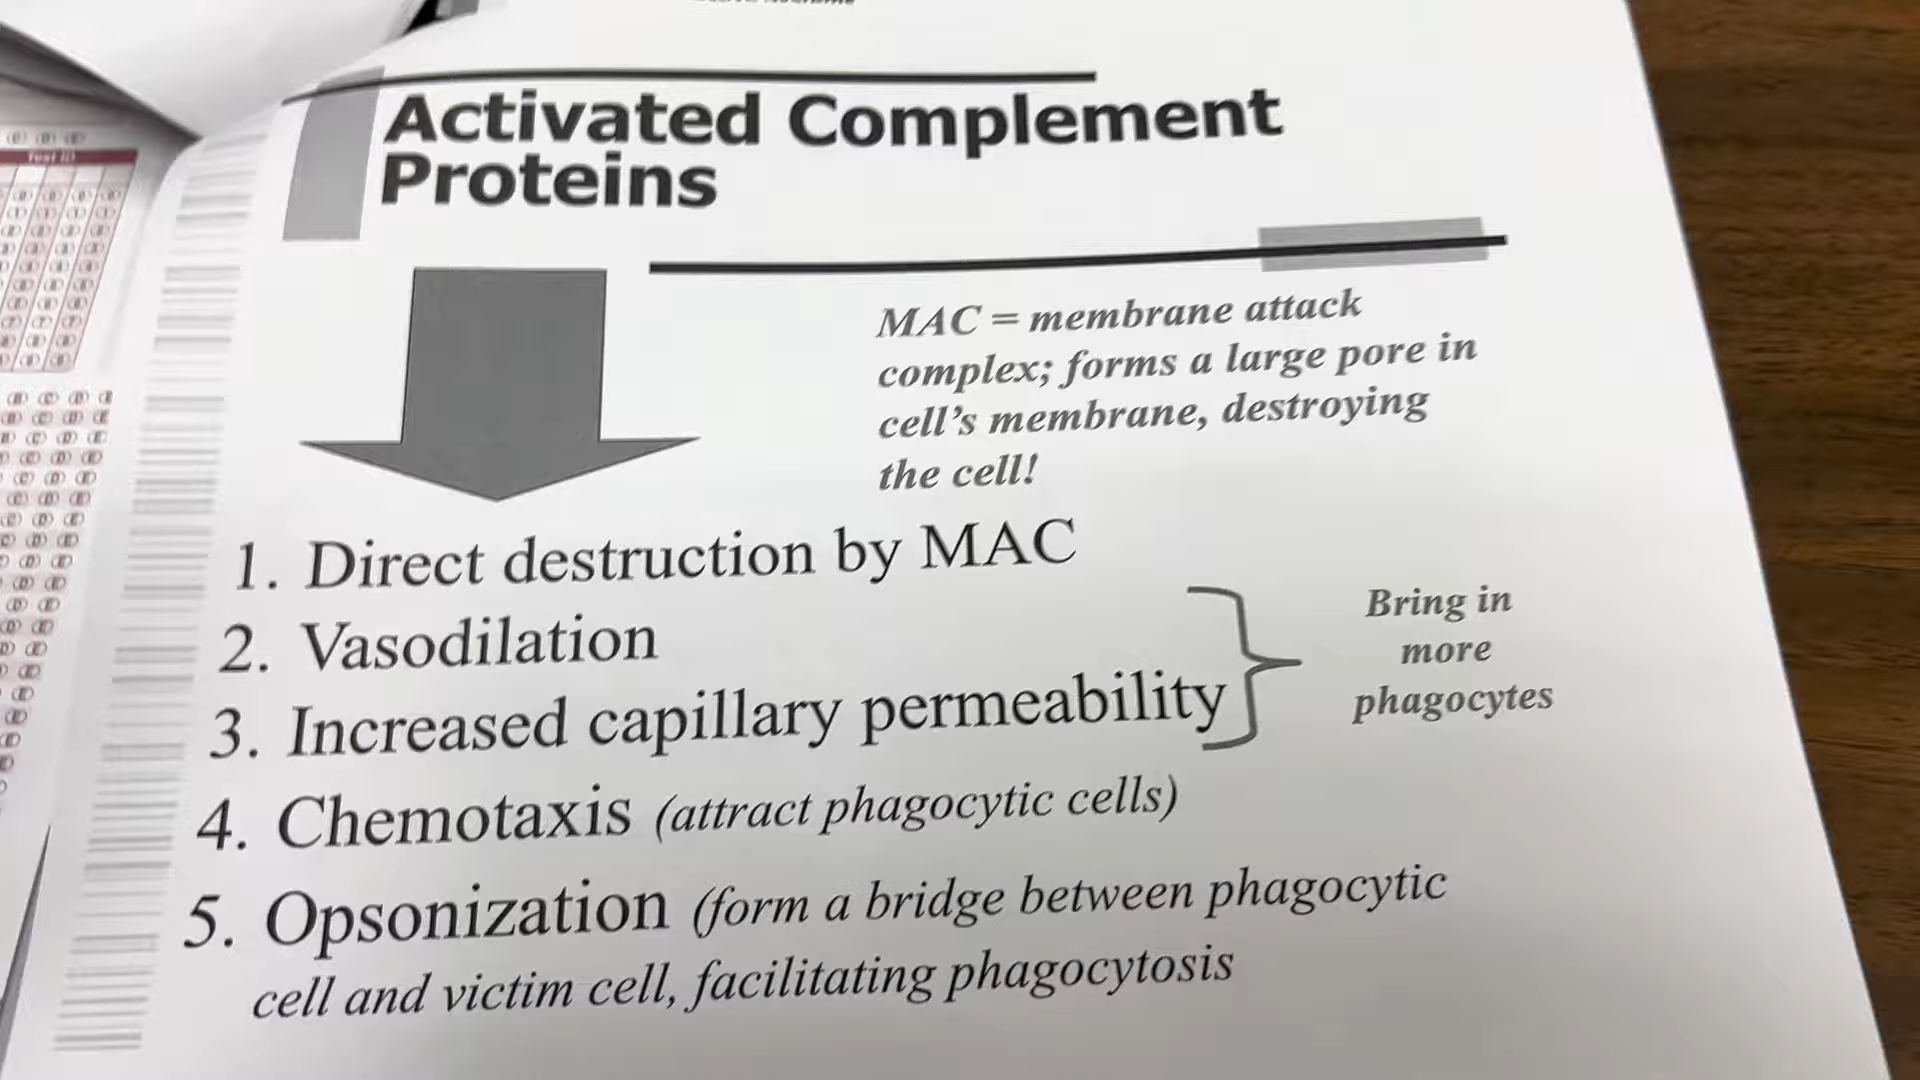 Activated Complement
Proteins
MAC = membrane attack
complex; forms a large pore in
cell's membrane, destroying
the cell!
1. Direct destruction by MAC
2. Vasodilation
3. Increased capillary permeability
Bring in
more
phagocytes
4. Chemotaxis (attract phagocytic cells)
5. Opsonization (form a bridge between phagocytic
cell and victim cell, facilitating phagocytosis
Test ID